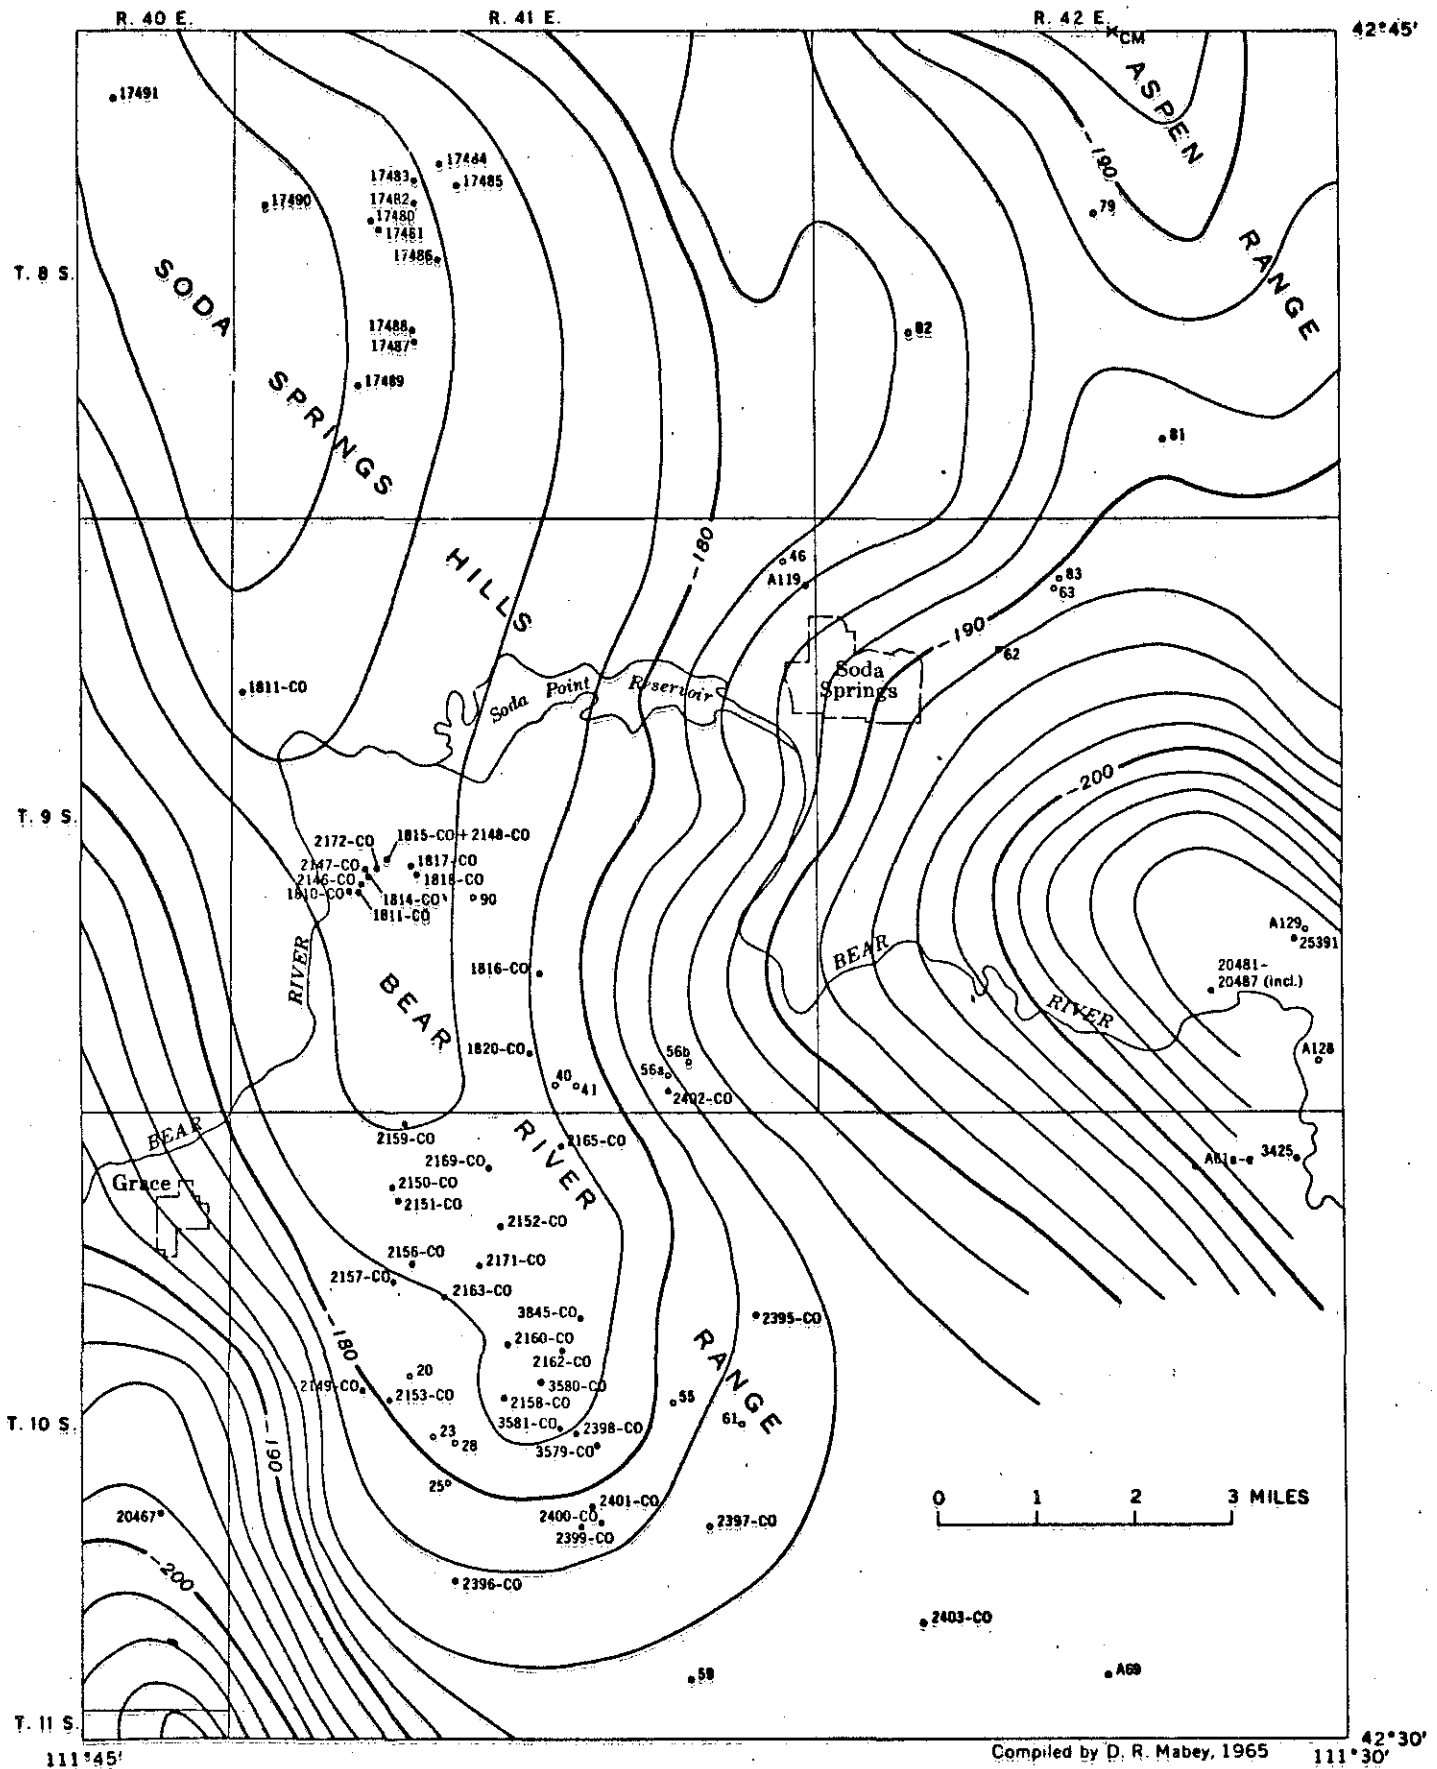 R. 40 E.
R. 41 E.
R. 42 E.
42°45'
CM
ASPEN
RANGE
17491
17484
17483
17485
17482
17490
17480
17481
17486
-190
79
T. 8 S.
SODA
SPRINGS
HILLS
17488
17487
17489
82
81
-180
46
A119
83
63
-190
62
1811-CO
Soda Point Reservoir
Soda
Springs
-200
T. 9 S.
2172-CO
1815-CO+2148-CO
2147-CO
1817-CO
2146-CO
1818-CO
1810-CO
1814-CO
90
1811-CO
A129
25391
RIVER
BEAR
1816-CO
BEAR
RIVER
20481-
20487 (incl.)
1820-CO
56b
56a
A128
40
41
2402-CO
BEAR
2159-CO
RIVER
2165-CO
2169-CO
A61a-e
3425
Grace
2150-CO
2151-CO
2152-CO
2156-CO
2171-CO
2157-CO
2163-CO
3845-CO
2395-CO
-180
2160-CO
2162-CO
RANGE
20
2149-CO
3580-CO
2153-CO
2158-CO
55
61
T. 10 S.
23
3581-CO
2398-CO
28
3579-CO
-190
25
20467
2401-CO
2400-CO
2399-CO
2397-CO
0 1 2 3 MILES
-200
2396-CO
2403-CO
59
A69
T. 11 S.
42°30'
111°45'
Compiled by D. R. Mabey, 1965
111°30'